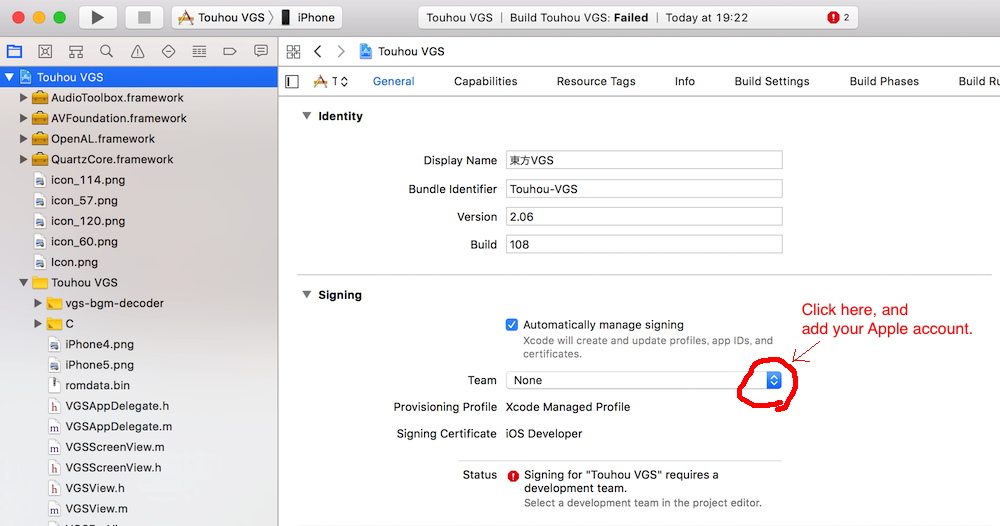 Touhou VGS iPhone
Touhou VGS | Build Touhou VGS: Failed | Today at 19:22
2
Touhou VGS
AudioToolbox.framework
AVFoundation.framework
OpenAL.framework
QuartzCore.framework
icon_114.png
icon_57.png
icon_120.png
icon_60.png
Icon.png
Touhou VGS
vgs-bgm-decoder
C
iPhone4.png
iPhone5.png
romdata.bin
h VGSAppDelegate.h
m VGSAppDelegate.m
m VGSScreenView.m
h VGSScreenView.h
h VGSView.h
m VGSView.m
Touhou VGS
T General Capabilities Resource Tags Info Build Settings Build Phases Build Ru
Identity
Display Name 東方VGS
Bundle Identifier Touhou-VGS
Version 2.06
Build 108
Signing
Automatically manage signing
Xcode will create and update profiles, app IDs, and
certificates.
Click here, and
add your Apple account.
Team None
Provisioning Profile Xcode Managed Profile
Signing Certificate iOS Developer
Status Signing for "Touhou VGS" requires a
development team.
Select a development team in the project editor.